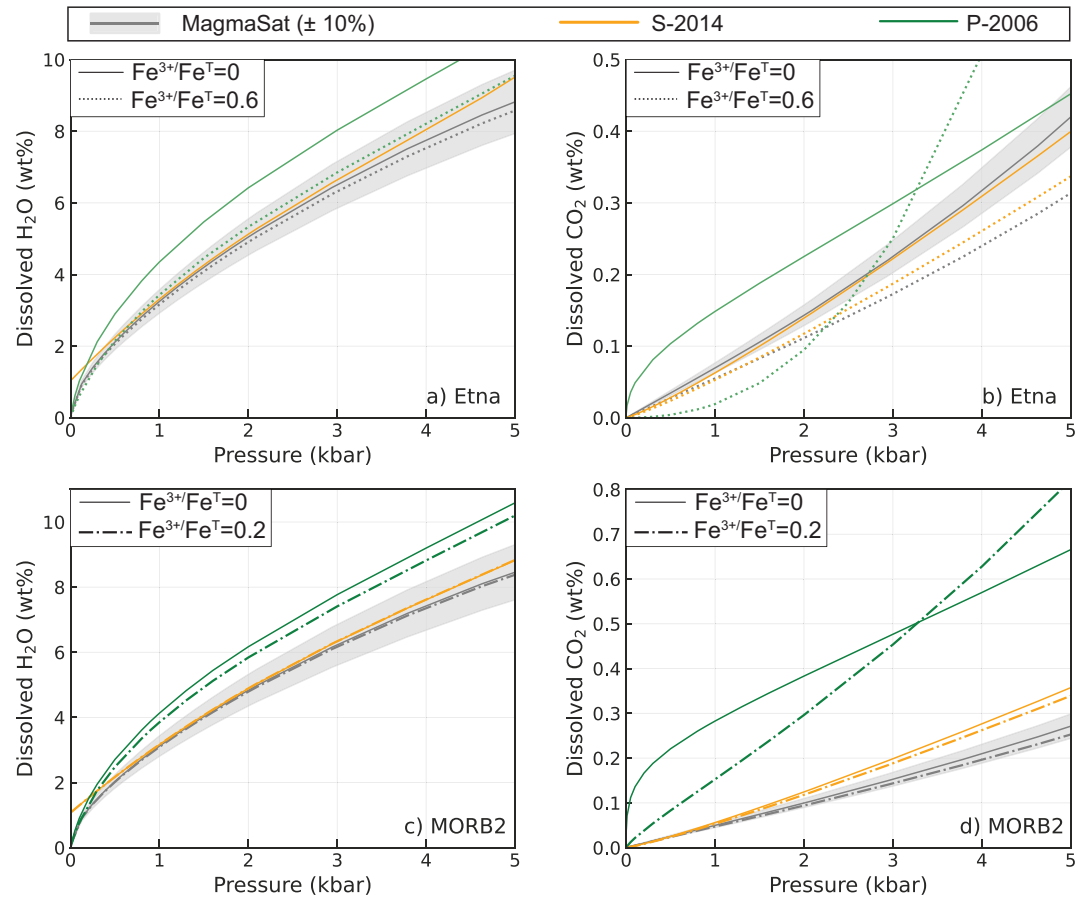 MagmaSat (± 10%) S-2014 P-2006
Fe³⁺/Feᵀ=0
Fe³⁺/Feᵀ=0.6
10
8
6
4
2
0
Dissolved H₂O (wt%)
a) Etna
0 1 2 3 4 5
Pressure (kbar)
Fe³⁺/Feᵀ=0
Fe³⁺/Feᵀ=0.6
0.5
0.4
0.3
0.2
0.1
0.0
Dissolved CO₂ (wt%)
b) Etna
0 1 2 3 4 5
Pressure (kbar)
Fe³⁺/Feᵀ=0
Fe³⁺/Feᵀ=0.2
10
8
6
4
2
0
Dissolved H₂O (wt%)
c) MORB2
0 1 2 3 4 5
Pressure (kbar)
Fe³⁺/Feᵀ=0
Fe³⁺/Feᵀ=0.2
0.8
0.7
0.6
0.5
0.4
0.3
0.2
0.1
0.0
Dissolved CO₂ (wt%)
d) MORB2
0 1 2 3 4 5
Pressure (kbar)